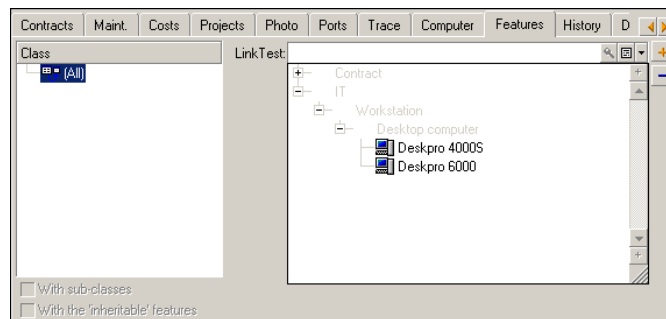 Contracts Maint. Costs Projects Photo Ports Trace Computer Features History D
Class
LinkTest:
(All)
Contract
IT
Workstation
Desktop computer
Deskpro 4000S
Deskpro 6000
With sub-classes
With the 'inheritable' features